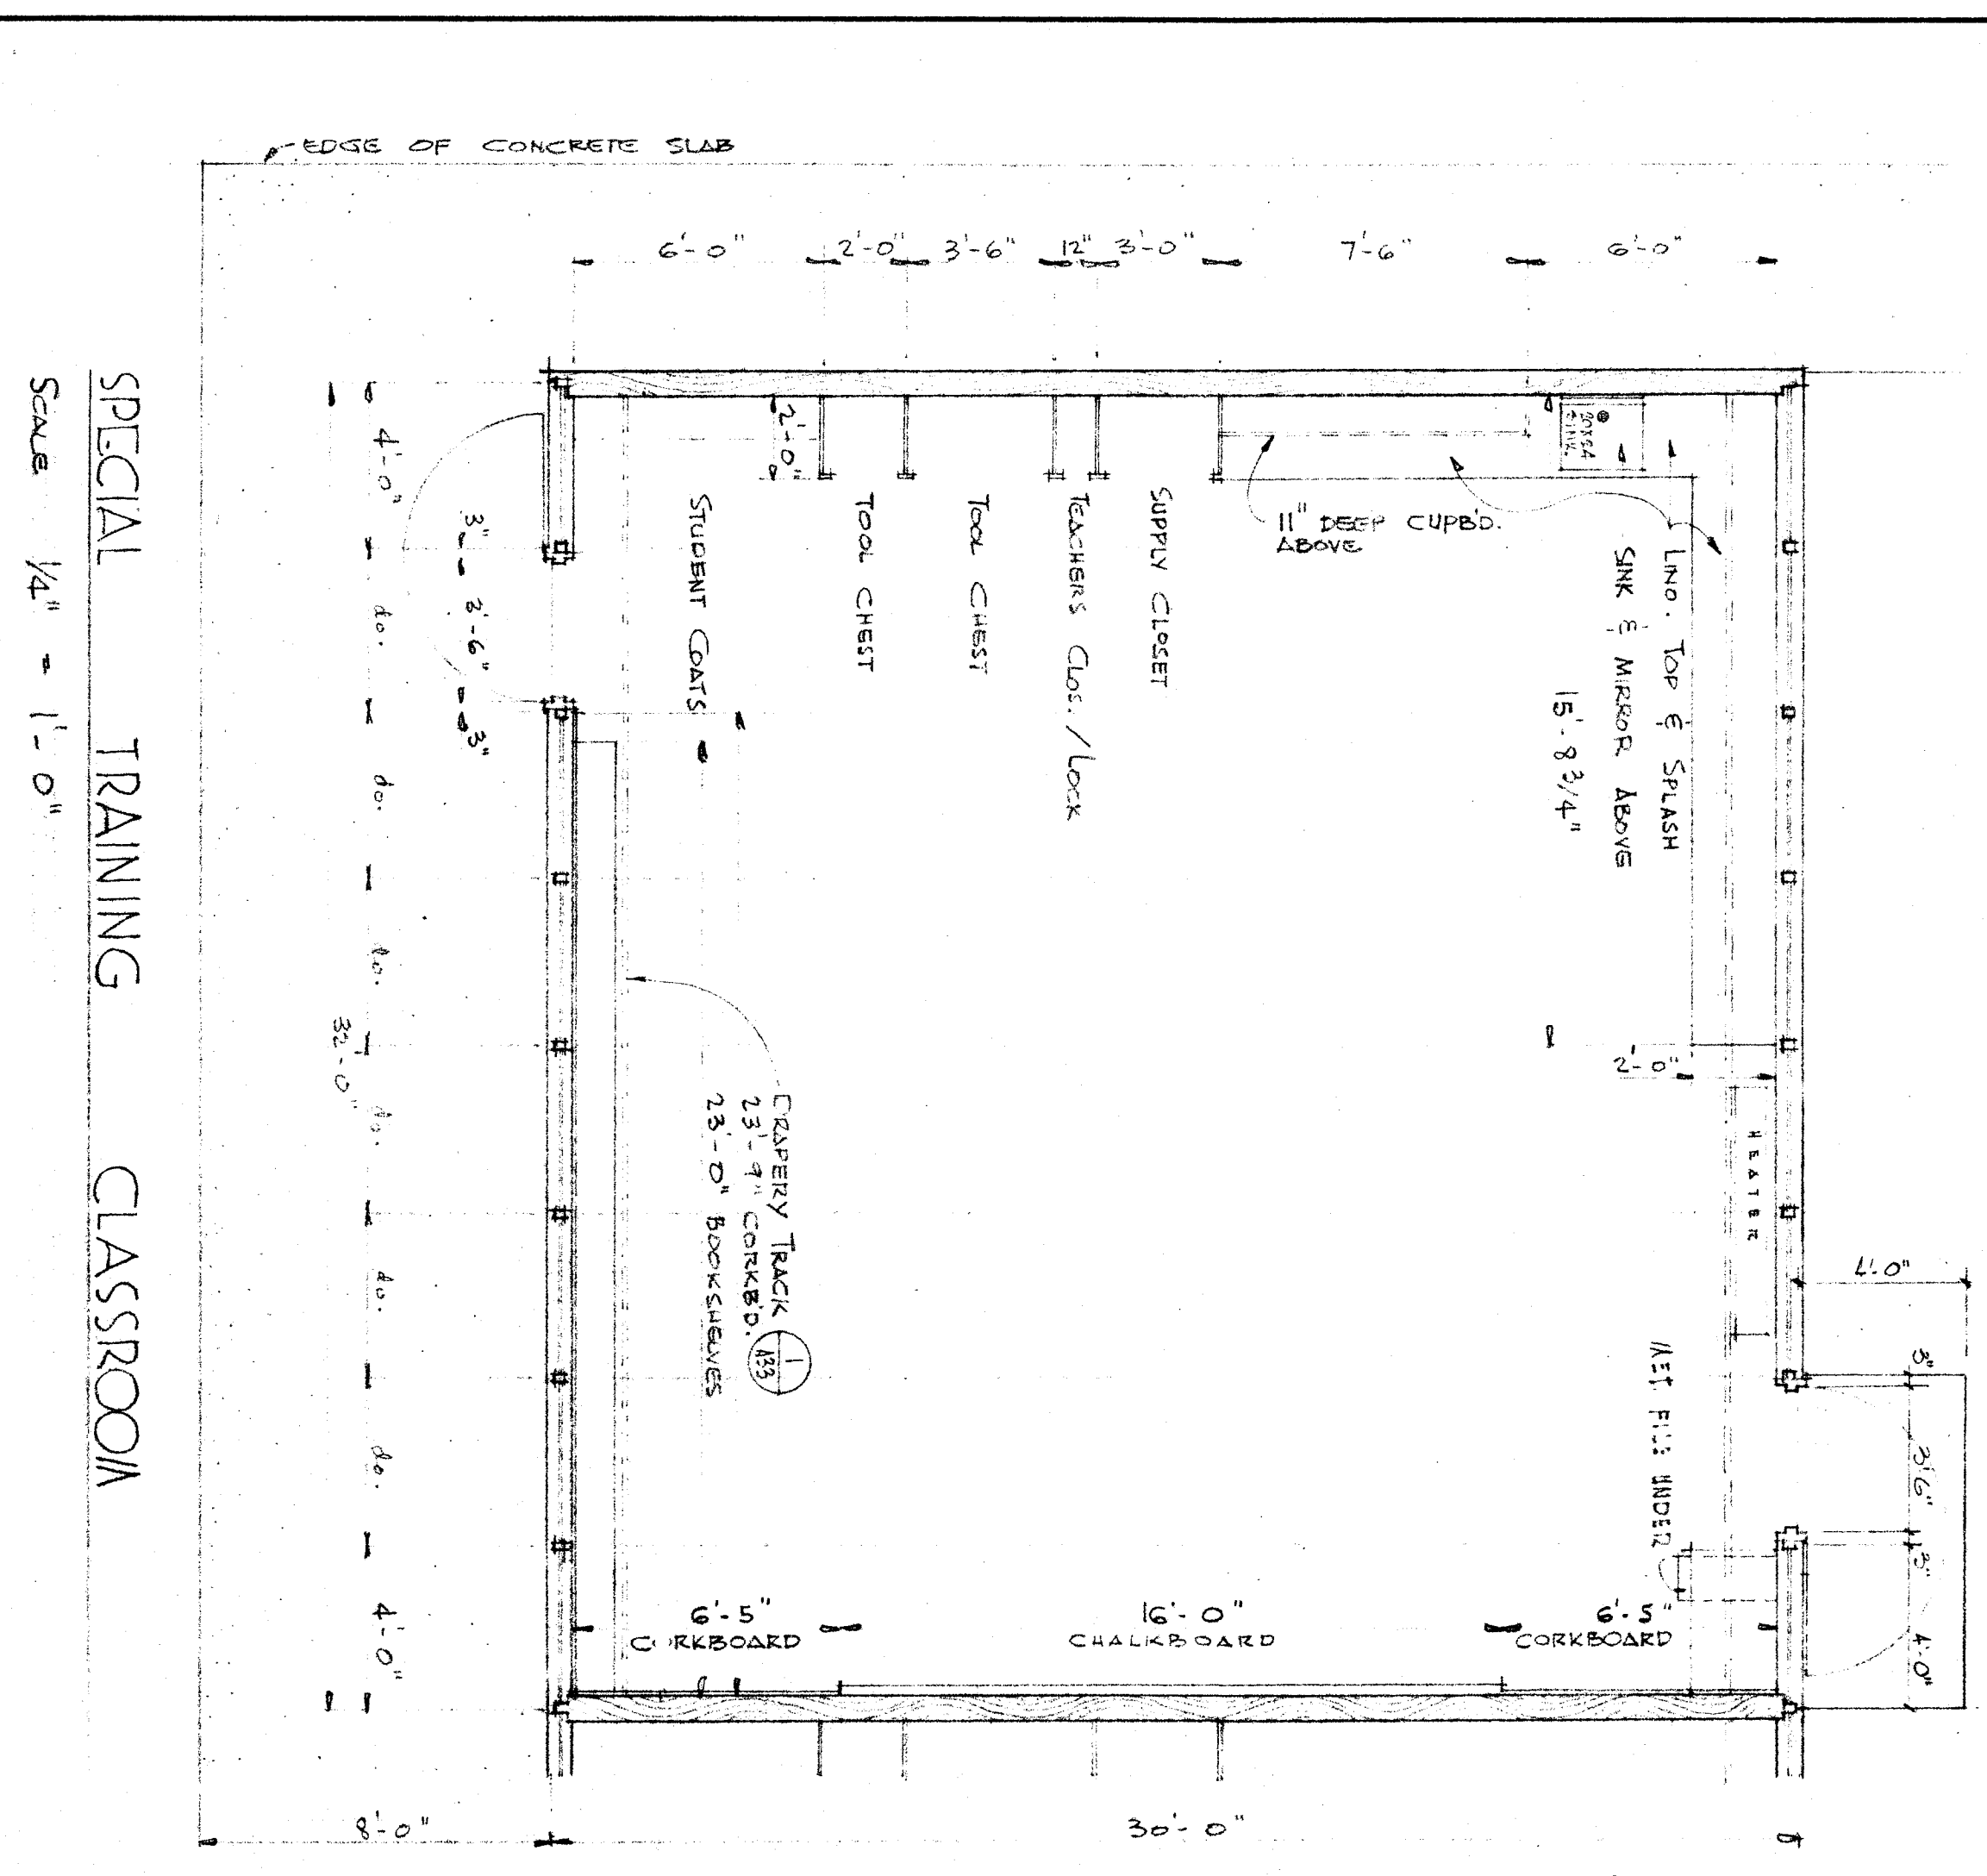 EDGE OF CONCRETE SLAB
6'-0"
2'-0"
3'-6"
12"
3'-0"
7'-6"
6'-0"
SPECIAL TRAINING CLASSROOM
SCALE 1/4" = 1'-0"
4'-0"
do.
do.
do.
do.
do.
do.
4'-0"
32'-0"
3"
3'-6"
3"
2'-0"
STUDENT COATS
TOOL CHEST
TOOL CHEST
TEACHERS CLOS. / LOCK
SUPPLY CLOSET
11" DEEP CUPB'D.
ABOVE
20x24
SINK
LINO. TOP & SPLASH
SINK & MIRROR ABOVE
15'-8 3/4"
2'-0"
HEATER
4'-0"
3"
3'6"
3"
4'-0"
DRAPERY TRACK
23'-9" CORKB'D.
23'-0" BOOKSHELVES
1
A33
UNDER
6'-5"
CORKBOARD
16'-0"
CHALKBOARD
6'-5"
CORKBOARD
8'-0"
30'-0"